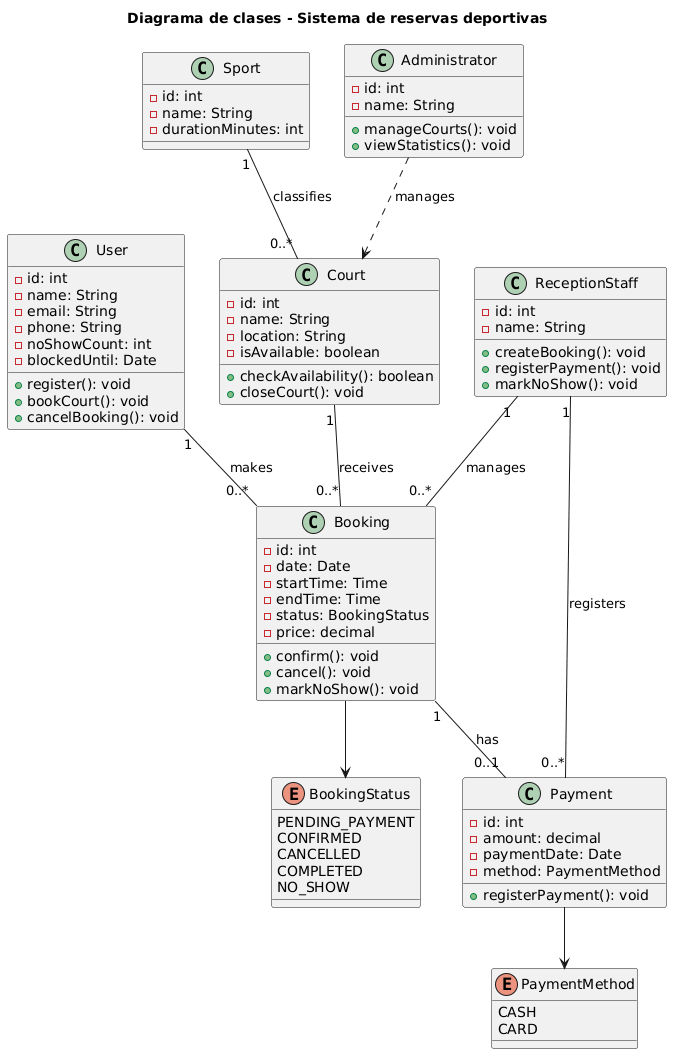 Diagrama de clases - Sistema de reservas deportivas
C Sport
id: int
name: String
durationMinutes: int
C Administrator
id: int
name: String
manageCourts(): void
viewStatistics(): void
1
classifies
0..*
manages
C User
id: int
name: String
email: String
phone: String
noShowCount: int
blockedUntil: Date
register(): void
bookCourt(): void
cancelBooking(): void
C Court
id: int
name: String
location: String
isAvailable: boolean
checkAvailability(): boolean
closeCourt(): void
C ReceptionStaff
id: int
name: String
createBooking(): void
registerPayment(): void
markNoShow(): void
1
makes
0..*
1
receives
0..*
1
manages
0..*
1
registers
0..*
C Booking
id: int
date: Date
startTime: Time
endTime: Time
status: BookingStatus
price: decimal
confirm(): void
cancel(): void
markNoShow(): void
1
has
0..1
E BookingStatus
PENDING_PAYMENT
CONFIRMED
CANCELLED
COMPLETED
NO_SHOW
C Payment
id: int
amount: decimal
paymentDate: Date
method: PaymentMethod
registerPayment(): void
E PaymentMethod
CASH
CARD